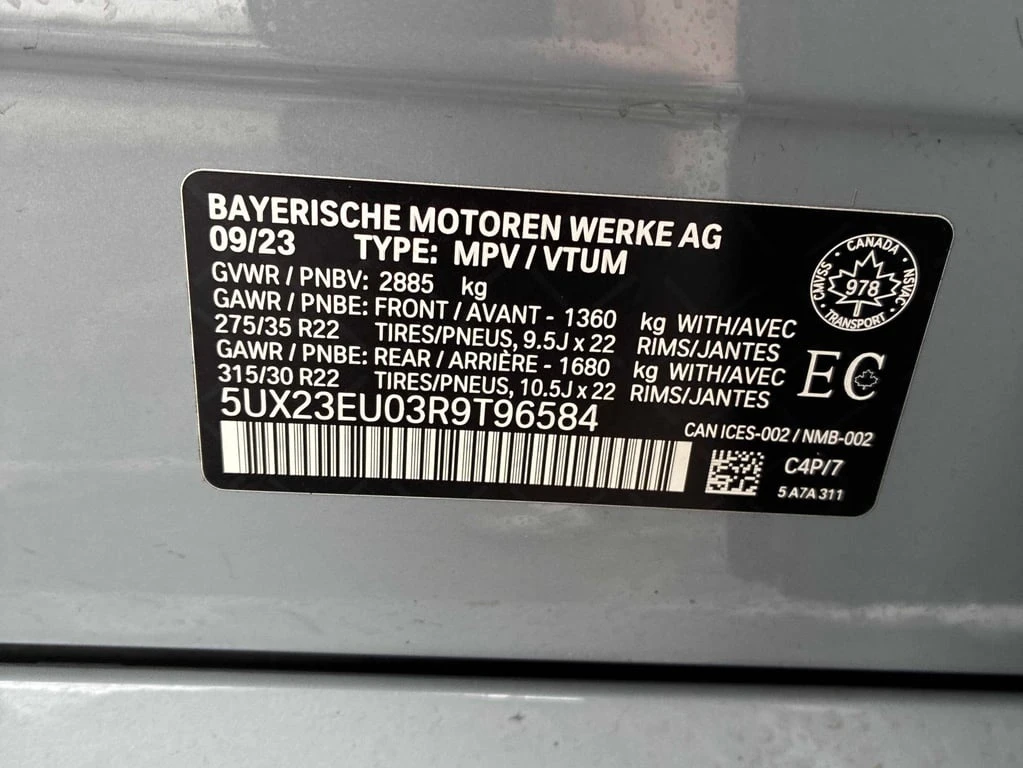 BAYERISCHE MOTOREN WERKE AG
09/23 TYPE: MPV / VTUM
GVWR / PNBV: 2885 kg
GAWR / PNBE: FRONT / AVANT - 1360 kg WITH/AVEC
275/35 R22 TIRES/PNEUS, 9.5J x 22 RIMS/JANTES
GAWR / PNBE: REAR / ARRIÈRE - 1680 kg WITH/AVEC
315/30 R22 TIRES/PNEUS, 10.5J x 22 RIMS/JANTES
5UX23EU03R9T96584
CANADA
CMVSS 978 NSVAC
TRANSPORT
EC
CAN ICES-002 / NMB-002
C4P/7
5 A7A 311